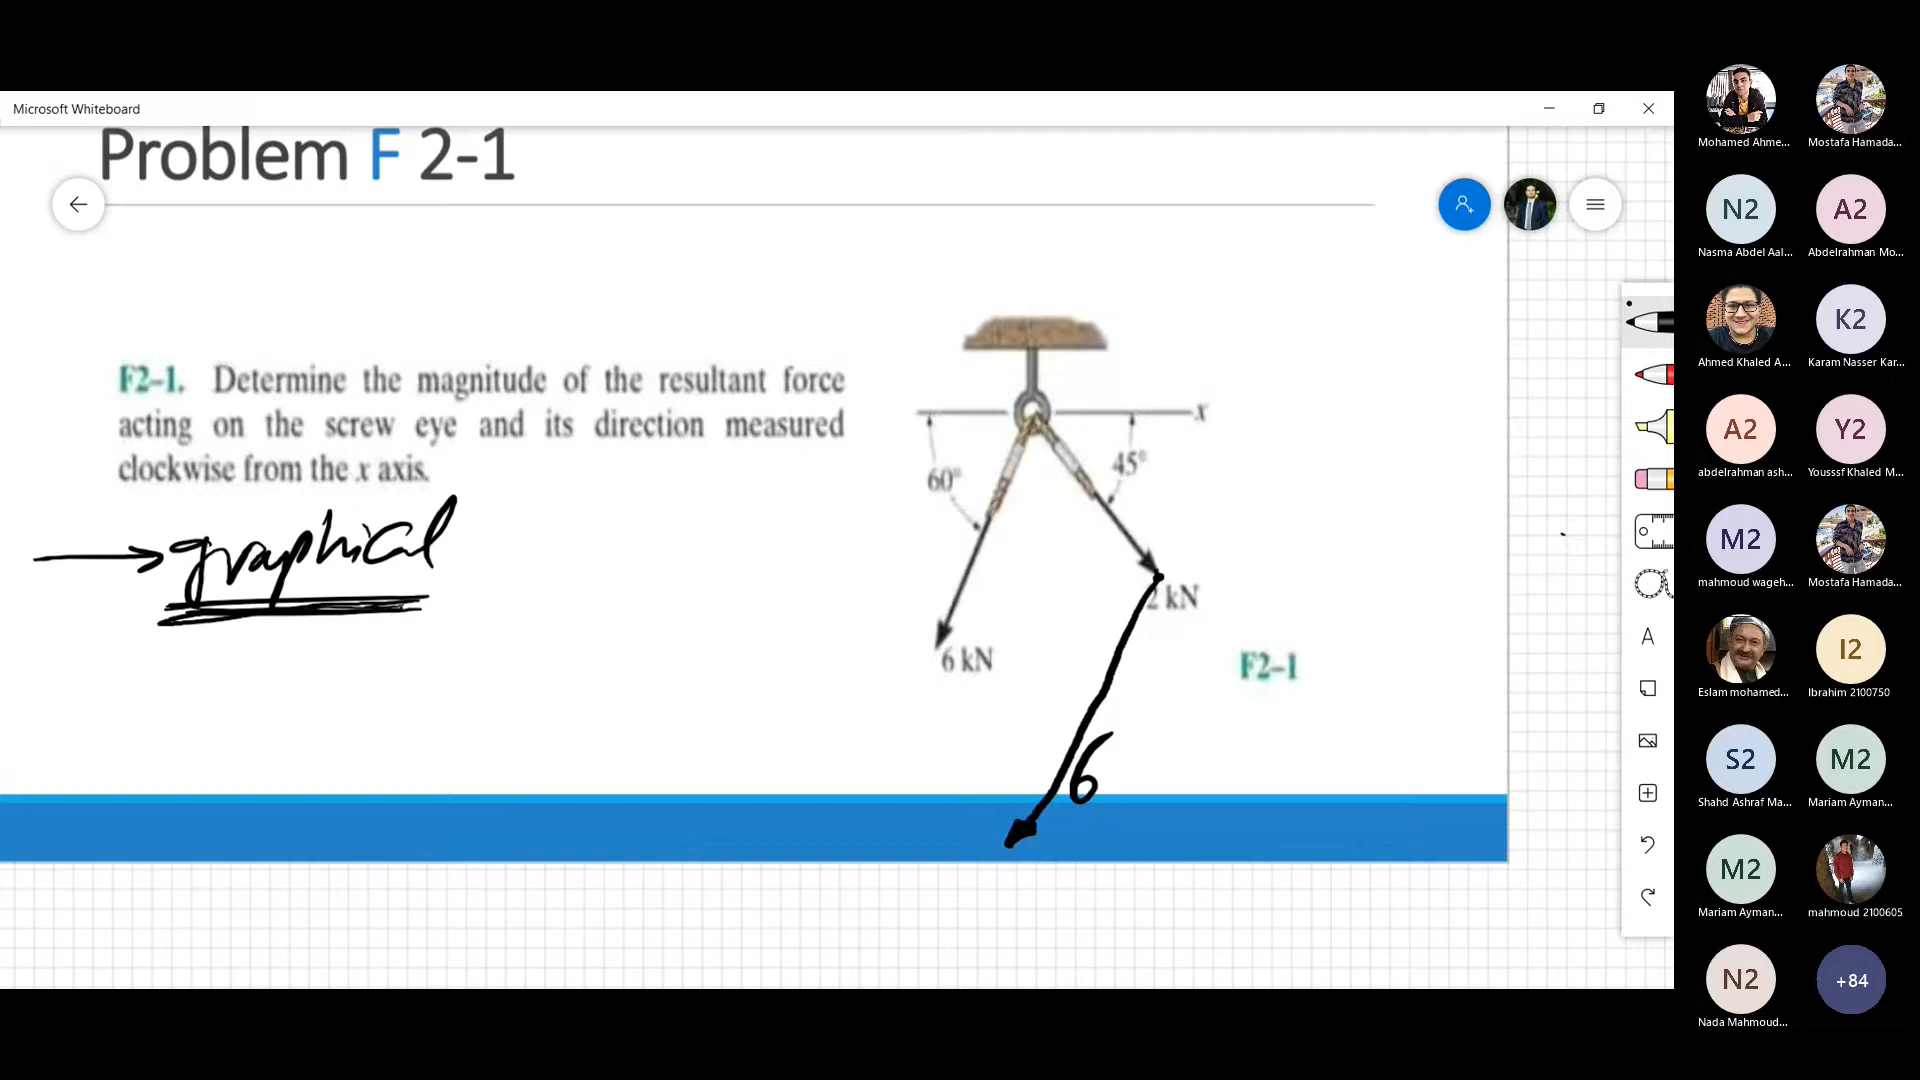 Microsoft Whiteboard
Problem F 2-1
F2–1. Determine the magnitude of the resultant force
acting on the screw eye and its direction measured
clockwise from the x axis.
graphical
x
60°
45°
2 kN
6 kN
F2–1
6
A
Mohamed Ahme...
Mostafa Hamada...
N2
A2
Nasma Abdel Aal...
Abdelrahman Mo...
K2
Ahmed Khaled A...
Karam Nasser Kar...
A2
Y2
abdelrahman ash...
Yousssf Khaled M...
M2
mahmoud wageh...
Mostafa Hamada...
I2
Eslam mohamed...
Ibrahim 2100750
S2
M2
Shahd Ashraf Ma...
Mariam Ayman...
M2
Mariam Ayman...
mahmoud 2100605
N2
+84
Nada Mahmoud...